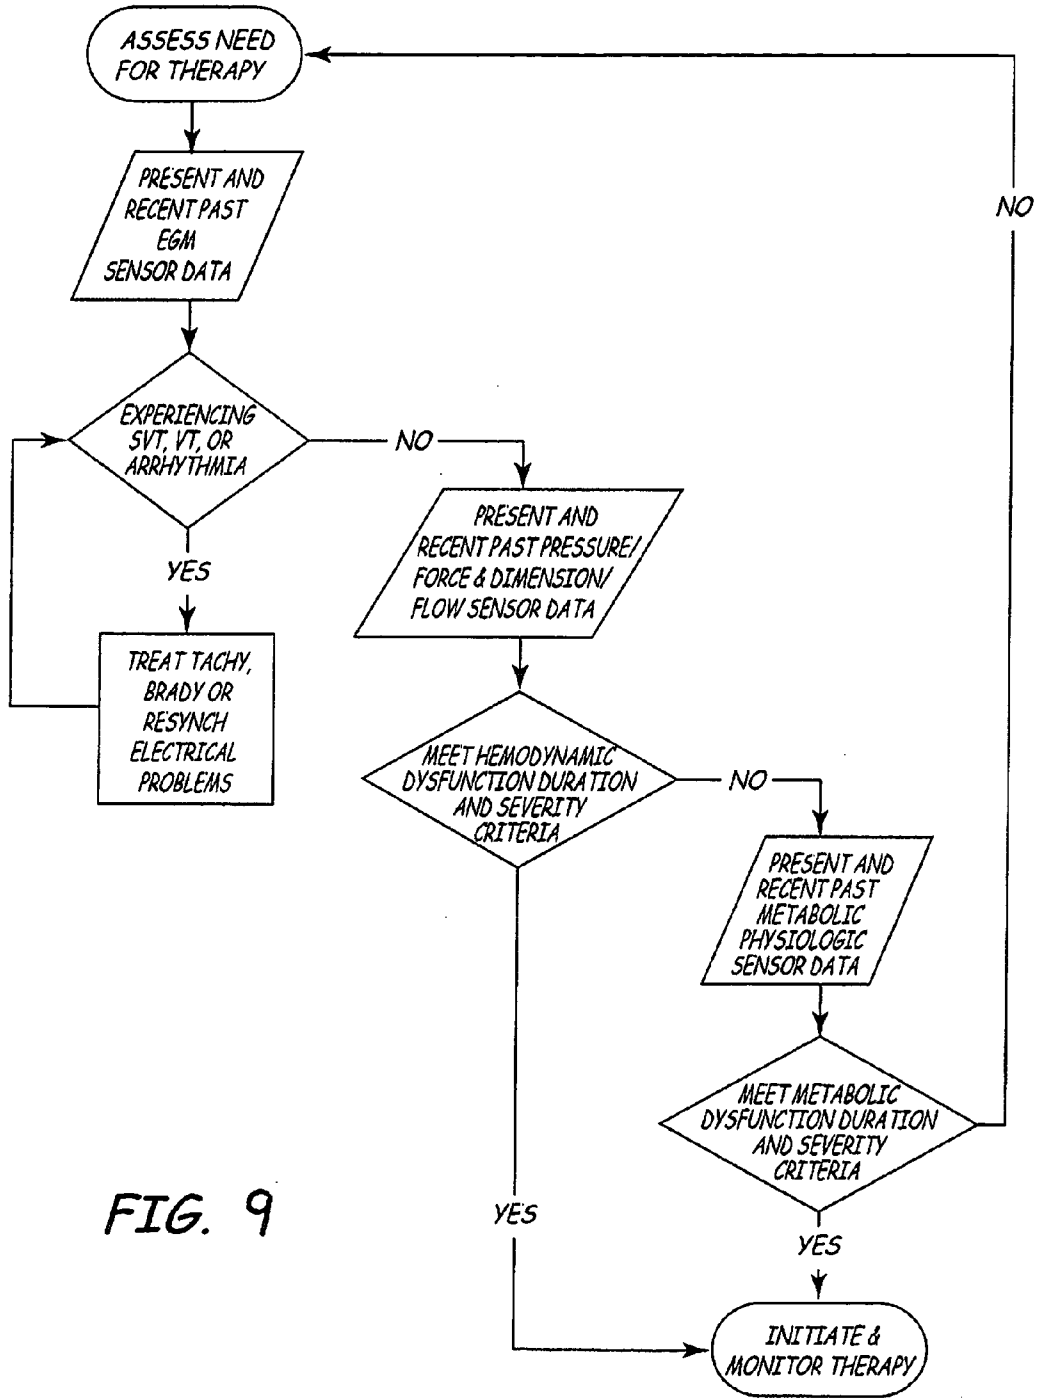 ASSESS NEED
FOR THERAPY
PRESENT AND
RECENT PAST
EGM
SENSOR DATA
NO
EXPERIENCING
SVT, VT, OR
ARRHYTHMIA
NO
YES
TREAT TACHY,
BRADY OR
RESYNCH
ELECTRICAL
PROBLEMS
PRESENT AND
RECENT PAST PRESSURE/
FORCE & DIMENSION/
FLOW SENSOR DATA
MEET HEMODYNAMIC
DYSFUNCTION DURATION
AND SEVERITY
CRITERIA
NO
PRESENT AND
RECENT PAST
METABOLIC
PHYSIOLOGIC
SENSOR DATA
MEET METABOLIC
DYSFUNCTION DURATION
AND SEVERITY
CRITERIA
YES
YES
INITIATE &
MONITOR THERAPY
FIG. 9